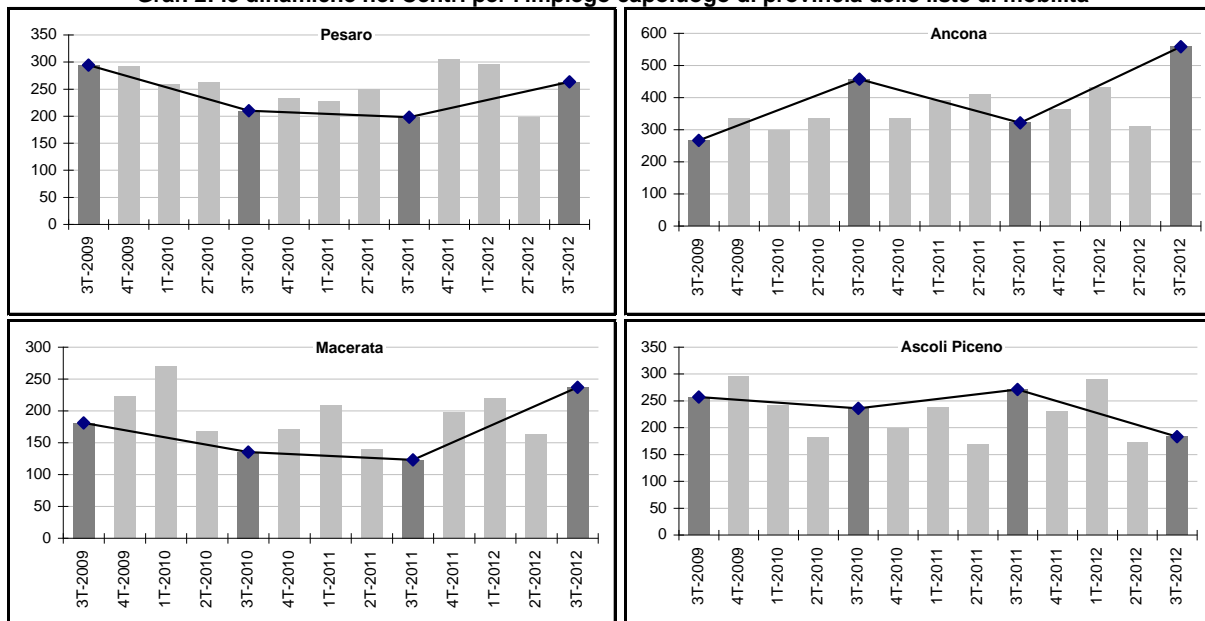 Graf. 2: le dinamiche nei Centri per l'Impiego capoluogo di provincia delle liste di mobilità
Pesaro
350
300
250
200
150
100
50
0
3T-2009
4T-2009
1T-2010
2T-2010
3T-2010
4T-2010
1T-2011
2T-2011
3T-2011
4T-2011
1T-2012
2T-2012
3T-2012
Ancona
600
500
400
300
200
100
0
3T-2009
4T-2009
1T-2010
2T-2010
3T-2010
4T-2010
1T-2011
2T-2011
3T-2011
4T-2011
1T-2012
2T-2012
3T-2012
Macerata
300
250
200
150
100
50
0
3T-2009
4T-2009
1T-2010
2T-2010
3T-2010
4T-2010
1T-2011
2T-2011
3T-2011
4T-2011
1T-2012
2T-2012
3T-2012
Ascoli Piceno
350
300
250
200
150
100
50
0
3T-2009
4T-2009
1T-2010
2T-2010
3T-2010
4T-2010
1T-2011
2T-2011
3T-2011
4T-2011
1T-2012
2T-2012
3T-2012